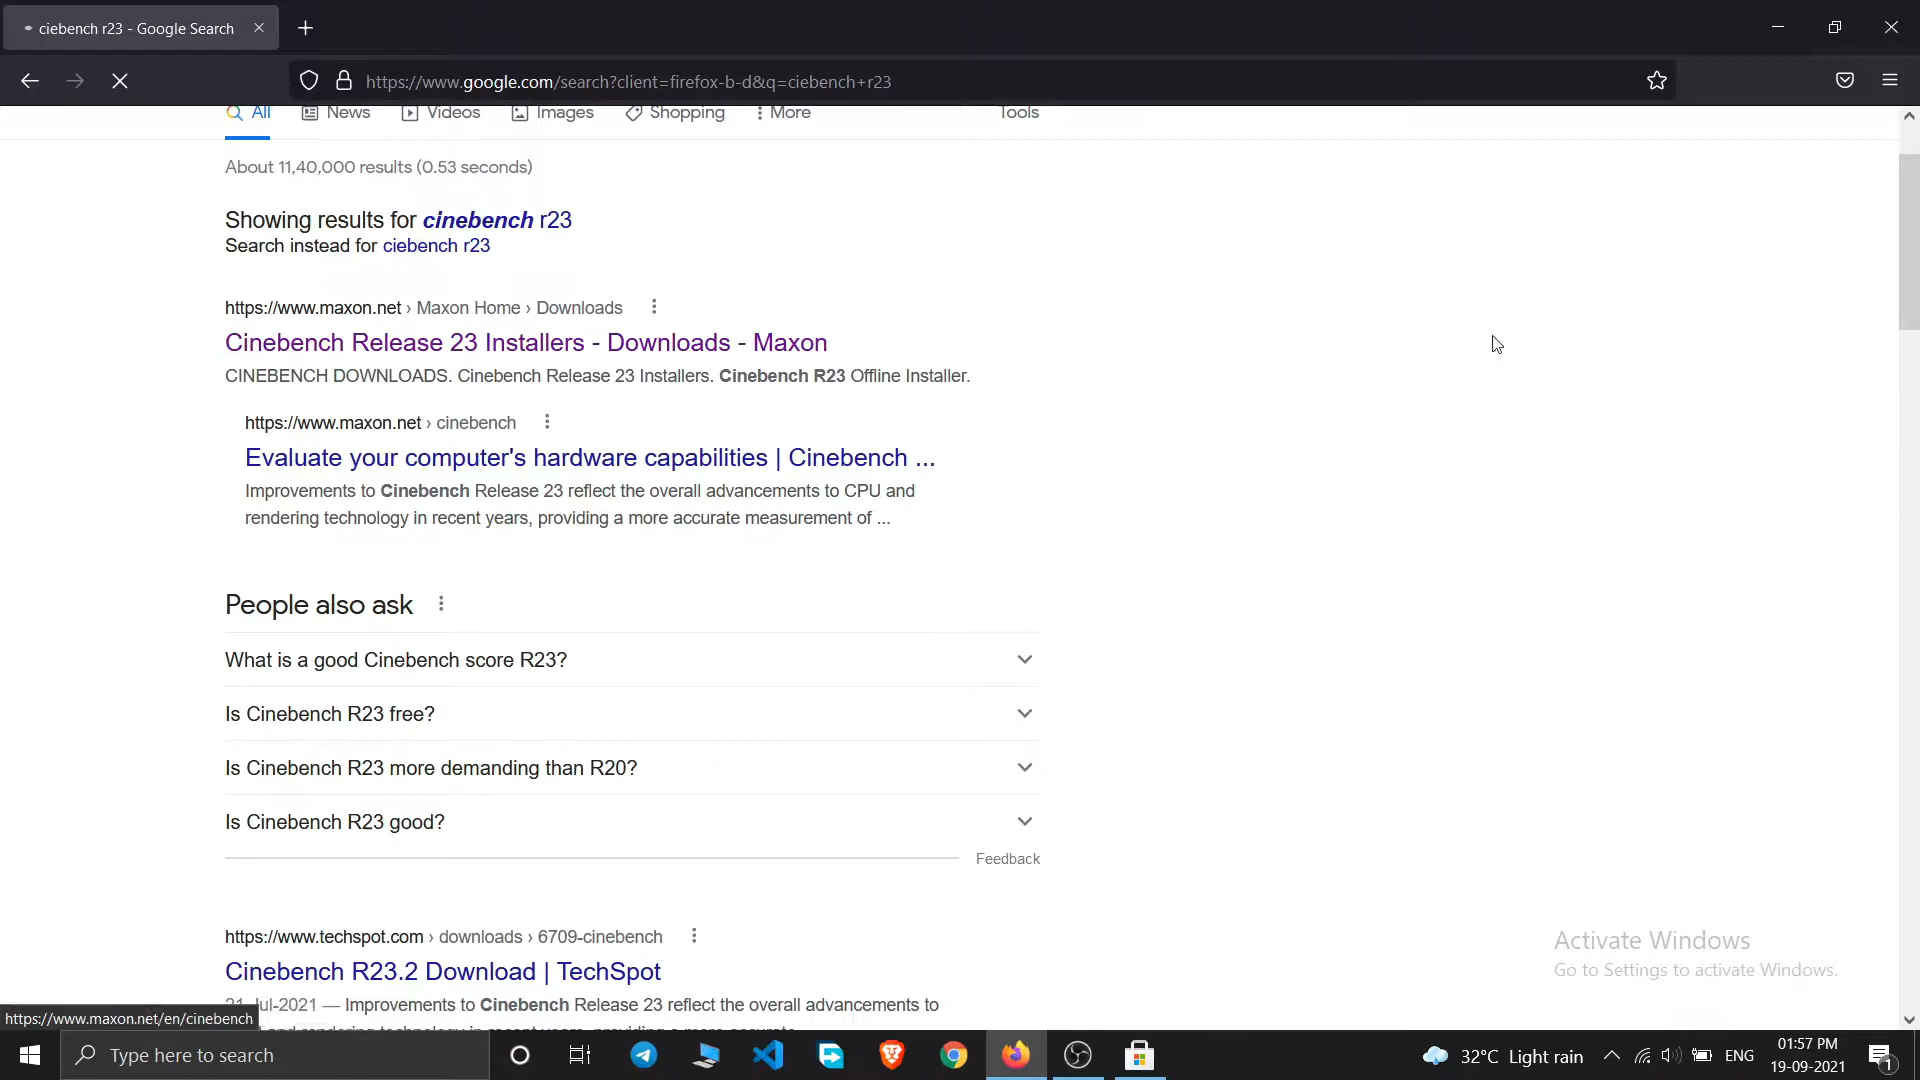 ciebench r23 - Google Search
https://www.google.com/search?client=firefox-b-d&q=ciebench+r23
All
News
Videos
Images
Shopping
More
Tools
About 11,40,000 results (0.53 seconds)
Showing results for cinebench r23
Search instead for ciebench r23
https://www.maxon.net › Maxon Home › Downloads
Cinebench Release 23 Installers - Downloads - Maxon
CINEBENCH DOWNLOADS. Cinebench Release 23 Installers. Cinebench R23 Offline Installer.
https://www.maxon.net › cinebench
Evaluate your computer's hardware capabilities | Cinebench ...
Improvements to Cinebench Release 23 reflect the overall advancements to CPU and
rendering technology in recent years, providing a more accurate measurement of ...
People also ask
What is a good Cinebench score R23?
Is Cinebench R23 free?
Is Cinebench R23 more demanding than R20?
Is Cinebench R23 good?
Feedback
https://www.techspot.com › downloads › 6709-cinebench
Cinebench R23.2 Download | TechSpot
Jul-2021 — Improvements to Cinebench Release 23 reflect the overall advancements to
Activate Windows
Go to Settings to activate Windows.
https://www.maxon.net/en/cinebench
Type here to search
32°C Light rain
ENG
01:57 PM
19-09-2021
1